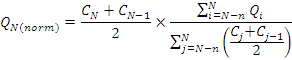 Q_{N(norm)} = \frac{C_N + C_{N-1}}{2} \times \frac{\sum_{i=N-n}^{N} Q_i}{\sum_{j=N-n}^{N} \left( \frac{C_j + C_{j-1}}{2} \right)}